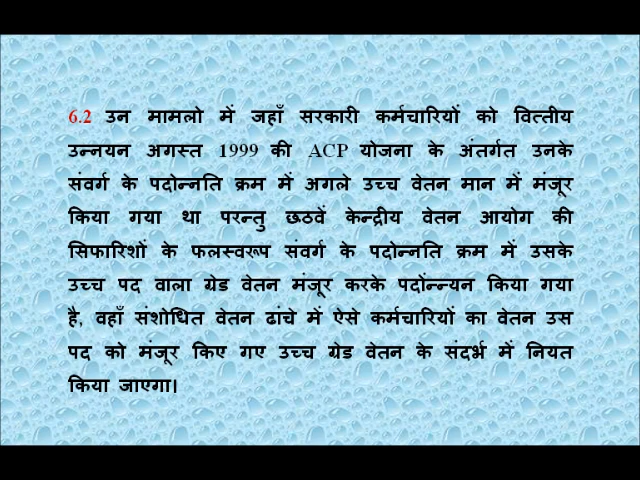 6.2 उन मामलो में जहाँ सरकारी कर्मचारियों को वित्तीय
उन्नयन अगस्त 1999 की ACP योजना के अंतर्गत उनके
संवर्ग के पदोन्नति क्रम में अगले उच्च वेतन मान में मंजूर
किया गया था परन्तु छठवें केन्द्रीय वेतन आयोग की
सिफारिशों के फलस्वरूप संवर्ग के पदोन्नति क्रम में उसके
उच्च पद वाला ग्रेड वेतन मंजूर करके पदोंन्न्यन किया गया
है, वहाँ संशोधित वेतन ढांचे में ऐसे कर्मचारियों का वेतन उस
पद को मंजूर किए गए उच्च ग्रेड वेतन के संदर्भ में नियत
किया जाएगा।